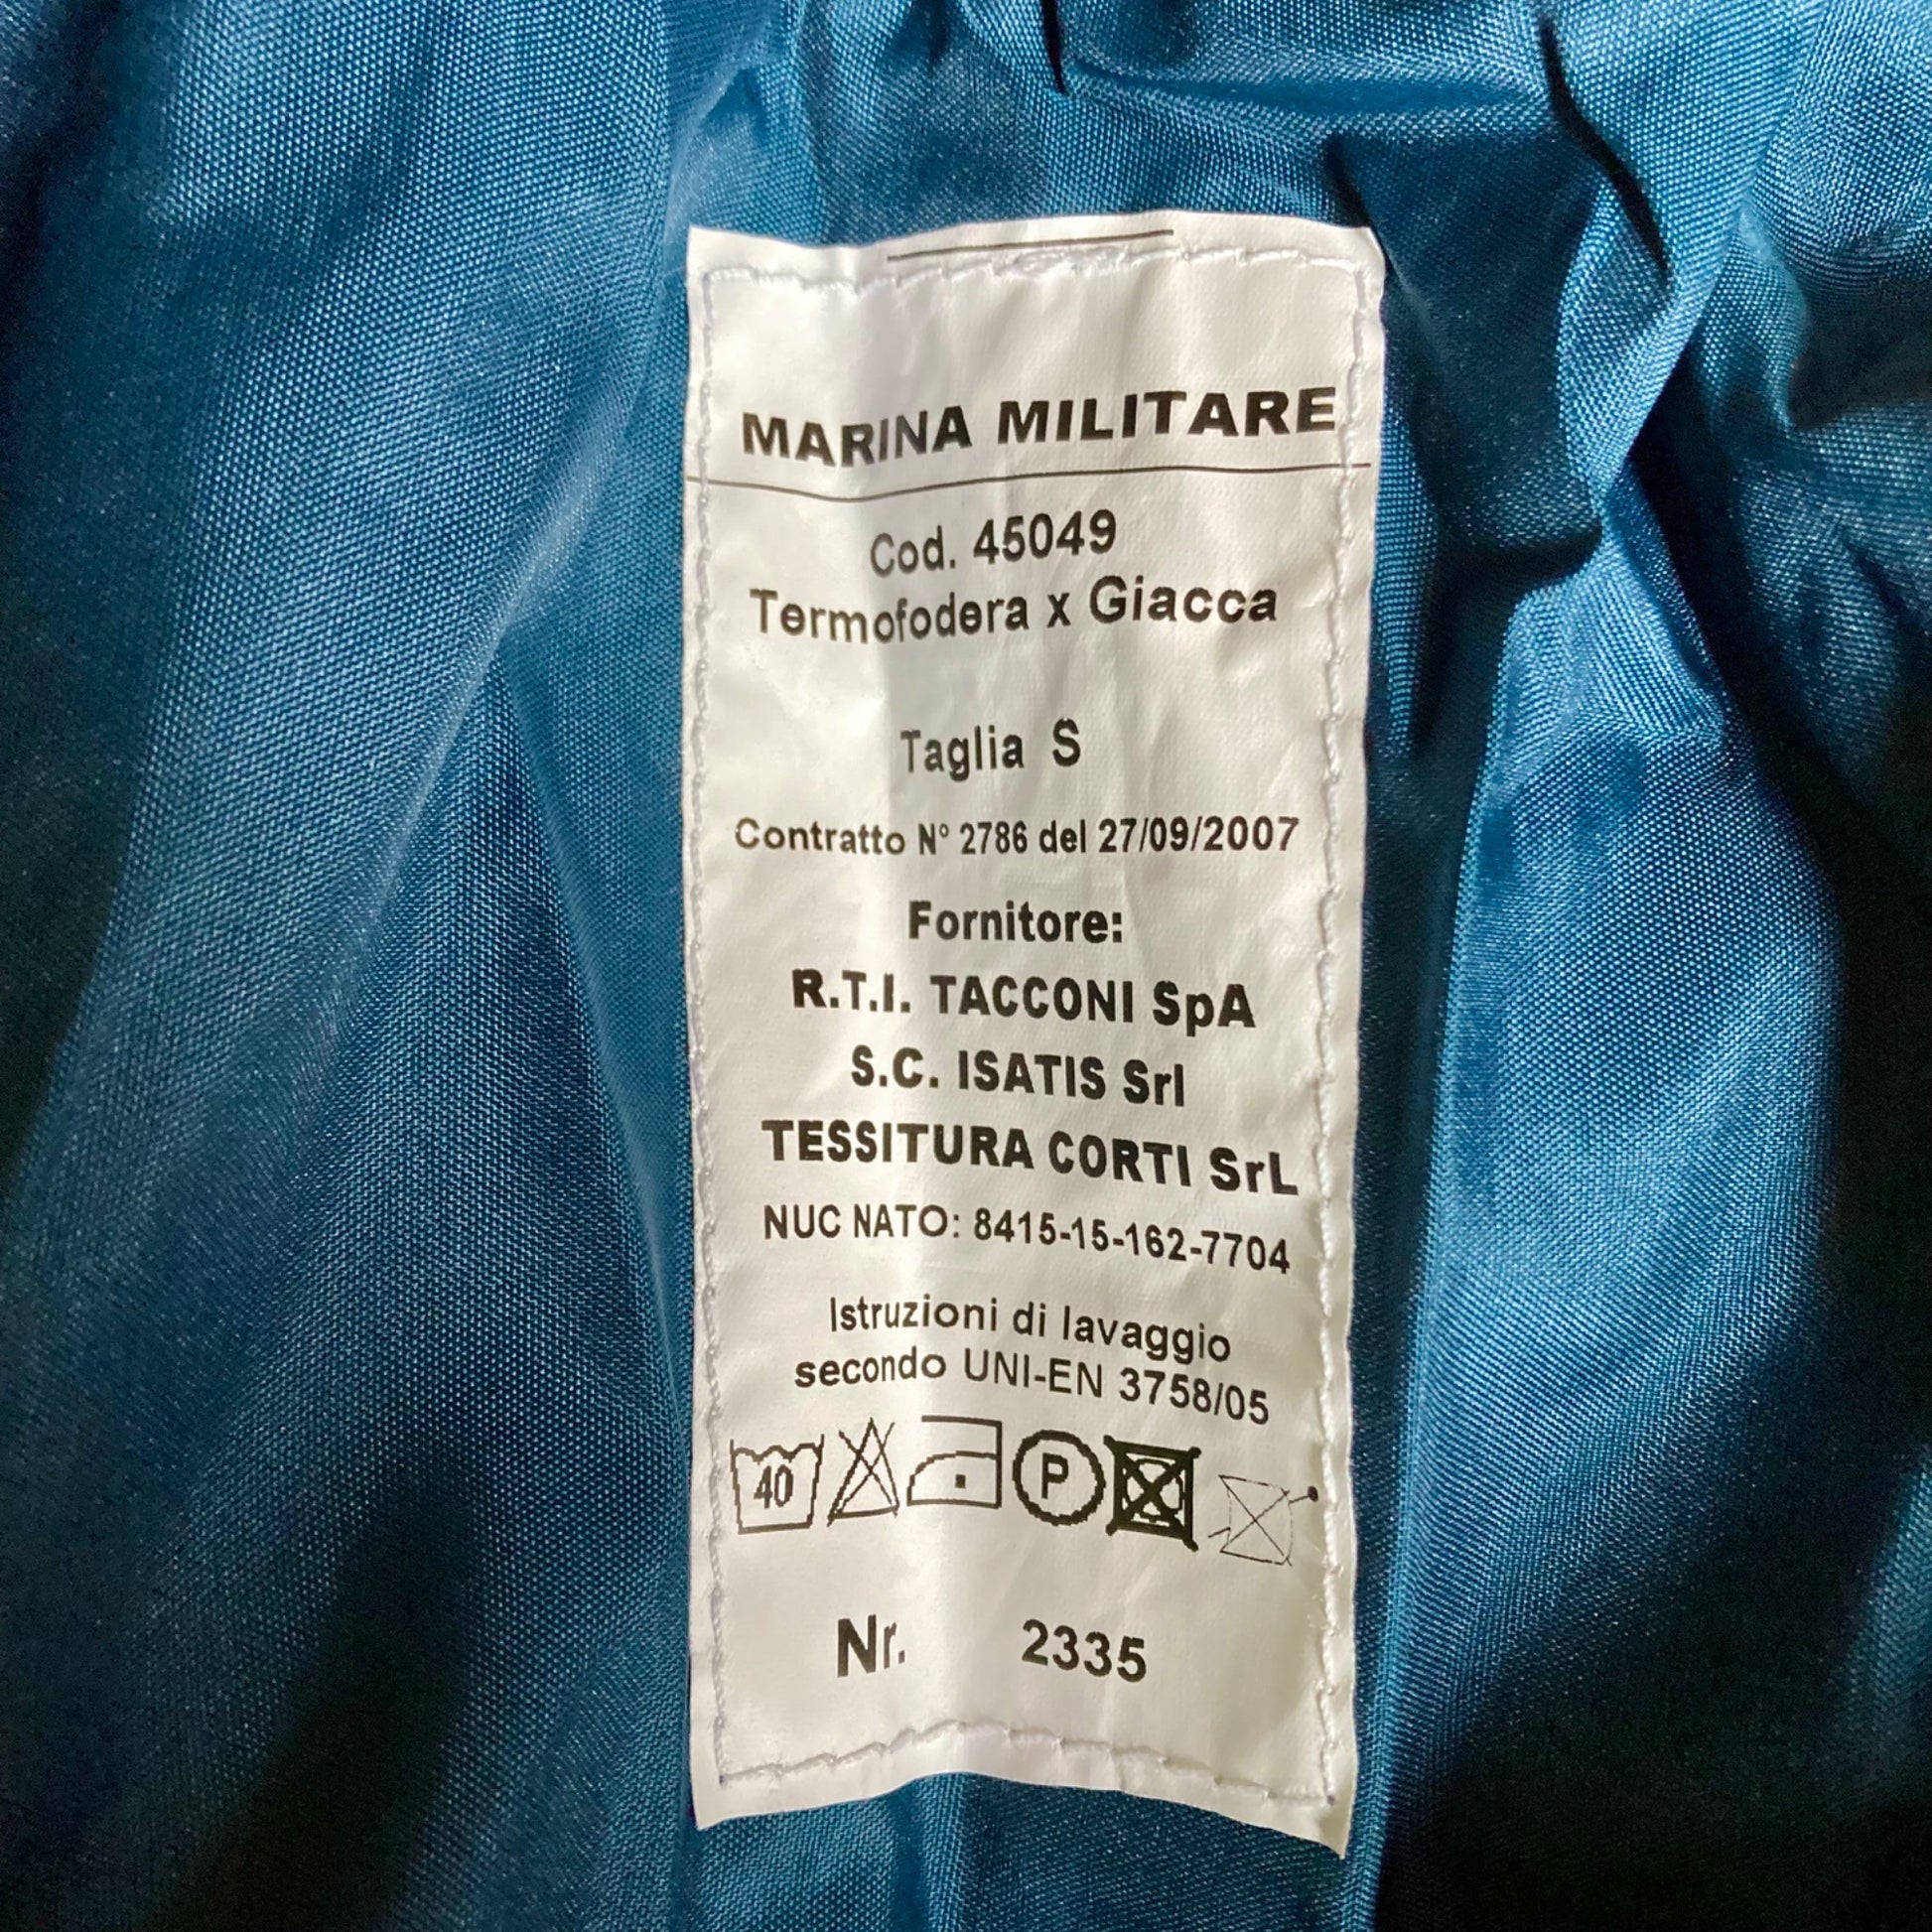 MARINA MILITARE
Cod. 45049
Termofodera x Giacca
Taglia S
Contratto N° 2786 del 27/09/2007
Fornitore:
R.T.I. TACCONI SpA
S.C. ISATIS Srl
TESSITURA CORTI SrL
NUC NATO: 8415-15-162-7704
Istruzioni di lavaggio
secondo UNI-EN 3758/05
40 P
Nr. 2335